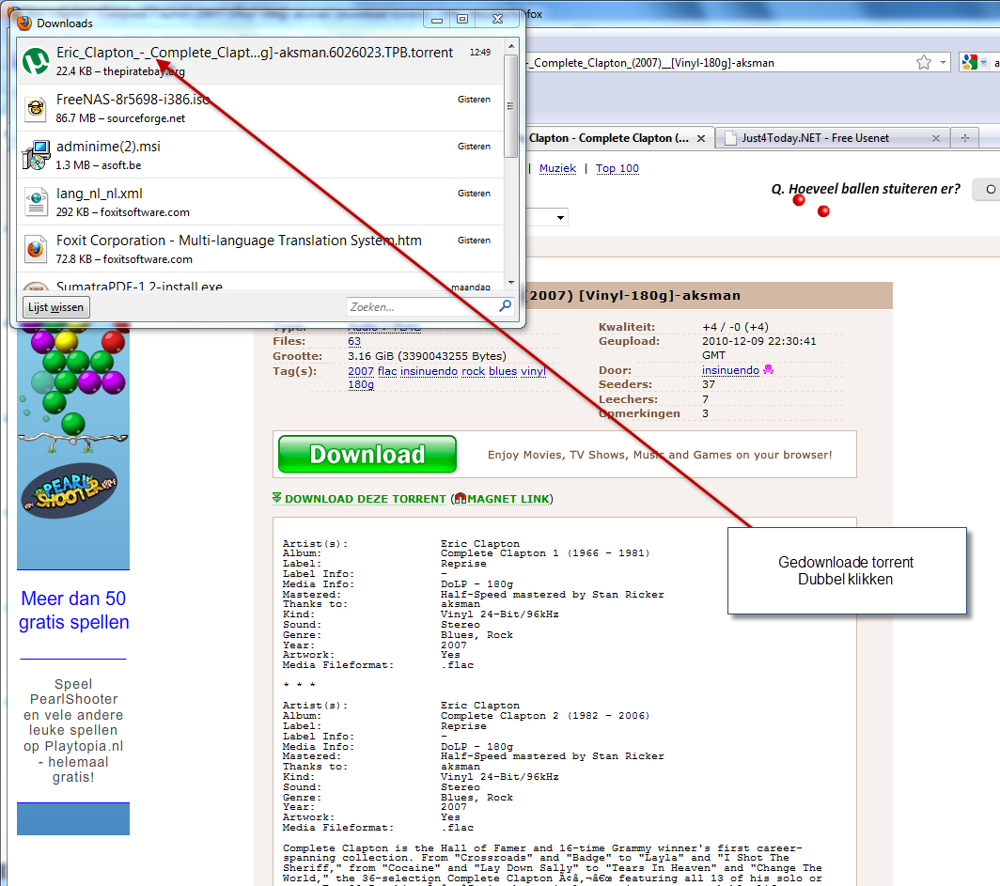 Downloads
fox
Eric_Clapton_-_Complete_Clapt...g]-aksman.6026023.TPB.torrent
12:49
22.4 KB – thepiratebay.org
FreeNAS-8r5698-i386.iso
Gisteren
86.7 MB – sourceforge.net
adminime(2).msi
Gisteren
1.3 MB – asoft.be
lang_nl_nl.xml
Gisteren
292 KB – foxitsoftware.com
Foxit Corporation - Multi-language Translation System.htm
Gisteren
72.8 KB – foxitsoftware.com
SumatraPDF-1.2-install.exe
maandag
Lijst wissen
Zoeken...
-_Complete_Clapton_(2007)__[Vinyl-180g]-aksman
a
Clapton - Complete Clapton (...
Just4Today.NET - Free Usenet
| Muziek | Top 100
Q. Hoeveel ballen stuiteren er?
(2007) [Vinyl-180g]-aksman
Type:
Audio > FLAC
Files:
63
Grootte:
3.16 GiB (3390043255 Bytes)
Tag(s):
2007 flac insinuendo rock blues vinyl
180g
Kwaliteit:
+4 / -0 (+4)
Geupload:
2010-12-09 22:30:41
GMT
Door:
insinuendo
Seeders:
37
Leechers:
7
Opmerkingen
3
Download
Enjoy Movies, TV Shows, Music and Games on your browser!
DOWNLOAD DEZE TORRENT (MAGNET LINK)
Gedownloade torrent
Dubbel klikken
Artist(s): Eric Clapton
Album: Complete Clapton 1 (1966 - 1981)
Label: Reprise
Label Info: -
Media Info: DoLP - 180g
Mastered: Half-Speed mastered by Stan Ricker
Thanks to: aksman
Kind: Vinyl 24-Bit/96kHz
Sound: Stereo
Genre: Blues, Rock
Year: 2007
Artwork: Yes
Media Fileformat: .flac
* * *
Artist(s): Eric Clapton
Album: Complete Clapton 2 (1982 - 2006)
Label: Reprise
Label Info: -
Media Info: DoLP - 180g
Mastered: Half-Speed mastered by Stan Ricker
Thanks to: aksman
Kind: Vinyl 24-Bit/96kHz
Sound: Stereo
Genre: Blues, Rock
Year: 2007
Artwork: Yes
Media Fileformat: .flac
Complete Clapton is the Hall of Famer and 16-time Grammy winner's first career-
spanning collection. From "Crossroads" and "Badge" to "Layla" and "I Shot The
Sheriff," from "Cocaine" and "Lay Down Sally" to "Tears In Heaven" and "Change The
World," the 36-selection Complete Clapton Ã¢â‚¬â€œ featuring all 13 of his solo or
PEARL
SHOOTER
Meer dan 50
gratis spellen
Speel
PearlShooter
en vele andere
leuke spellen
op Playtopia.nl
- helemaal
gratis!